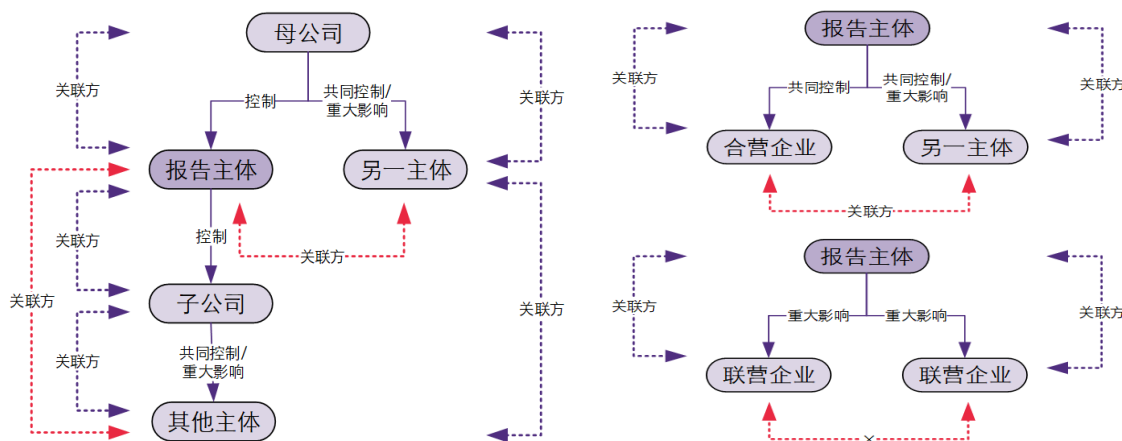 母公司
关联方
控制
共同控制/
重大影响
关联方
报告主体
另一主体
关联方
控制
关联方
关联方
子公司
关联方
共同控制/
重大影响
关联方
其他主体
报告主体
关联方
共同控制
共同控制/
重大影响
关联方
合营企业
另一主体
关联方
报告主体
关联方
重大影响
重大影响
关联方
联营企业
联营企业
×